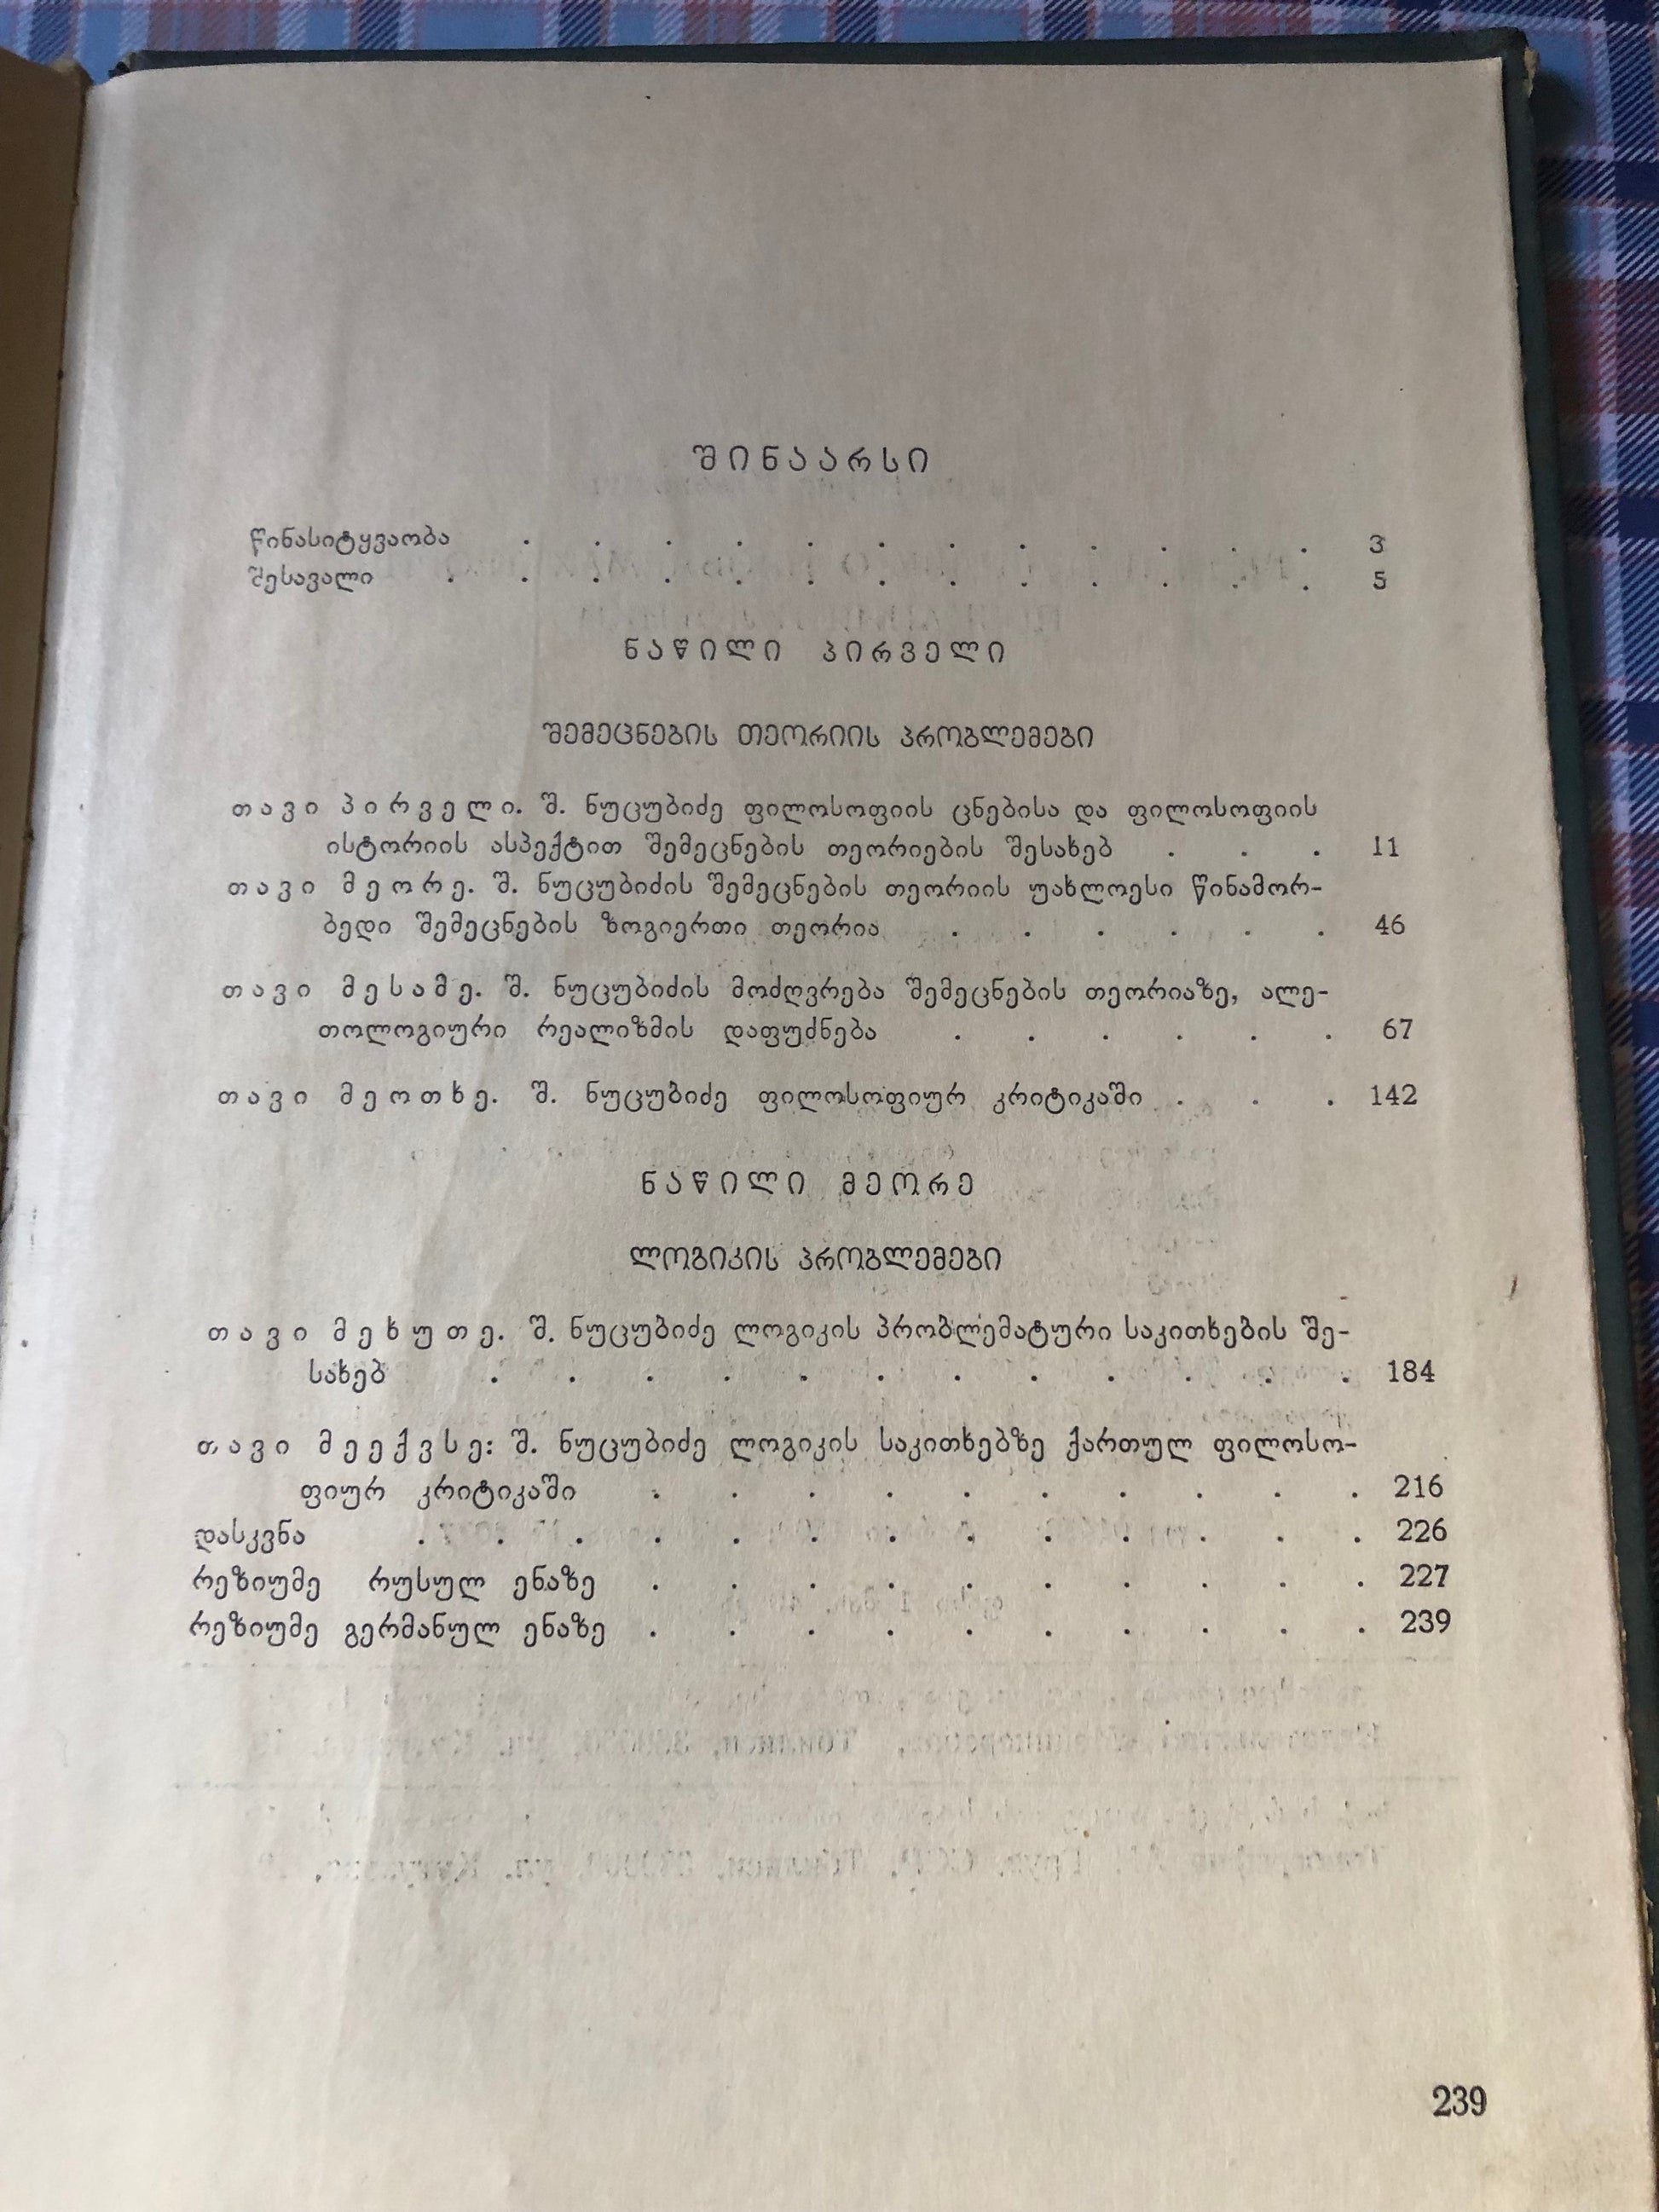 შინაარსი
წინასიტყვაობა . . . . . . . . . . . . 3
შესავალი . . . . . . . . . . . . . 5
ნაწილი პირველი
შემეცნების თეორიის პრობლემები
თავი პირველი. შ. ნუცუბიძე ფილოსოფიის ცნებისა და ფილოსოფიის
ისტორიის ასპექტით შემეცნების თეორიების შესახებ . . . 11
თავი მეორე. შ. ნუცუბიძის შემეცნების თეორიის უახლოესი წინამორ-
ბედი შემეცნების ზოგიერთი თეორია . . . . . . 46
თავი მესამე. შ. ნუცუბიძის მოძღვრება შემეცნების თეორიაზე, ალე-
თოლოგიური რეალიზმის დაფუძნება . . . . . . 67
თავი მეოთხე. შ. ნუცუბიძე ფილოსოფიურ კრიტიკაში . . . 142
ნაწილი მეორე
ლოგიკის პრობლემები
თავი მეხუთე. შ. ნუცუბიძე ლოგიკის პრობლემატური საკითხების შე-
სახებ . . . . . . . . . . . . 184
თავი მეექვსე: შ. ნუცუბიძე ლოგიკის საკითხებზე ქართულ ფილოსო-
ფიურ კრიტიკაში . . . . . . . . . . 216
დასკვნა . . . . . . . . . . . . . 226
რეზიუმე რუსულ ენაზე . . . . . . . . . . 227
რეზიუმე გერმანულ ენაზე . . . . . . . . . . 239
239